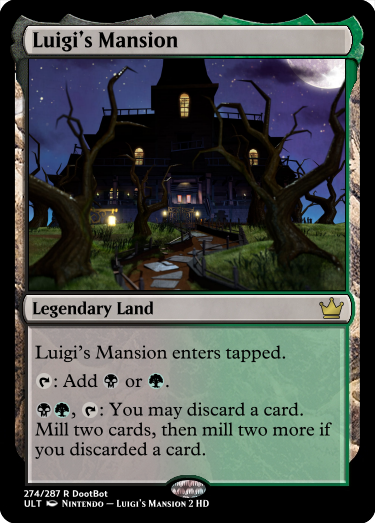 Luigi's Mansion
Legendary Land
Luigi's Mansion enters tapped.
: Add or .
, : You may discard a card.
Mill two cards, then mill two more if
you discarded a card.
274/287 R DootBot
ULT Nintendo – Luigi's Mansion 2 HD